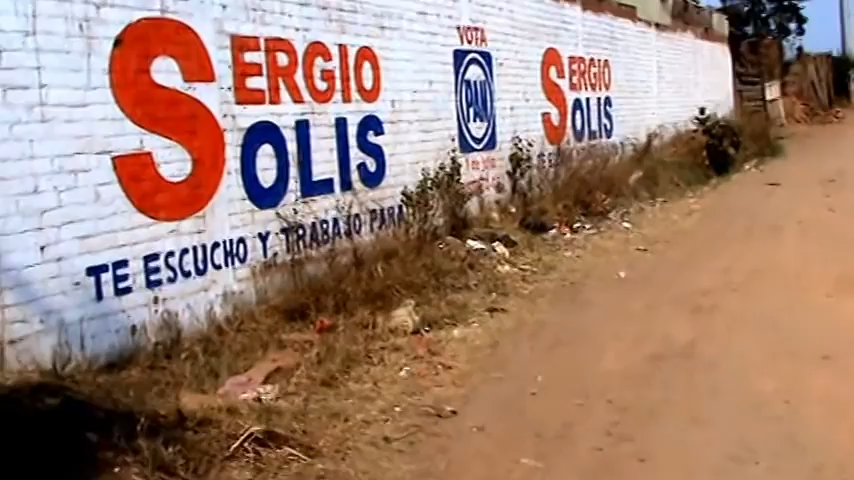 SERGIO
SOLIS
TE ESCUCHO Y TRABAJO PARA
VOTA
PAN
SERGIO
SOLIS